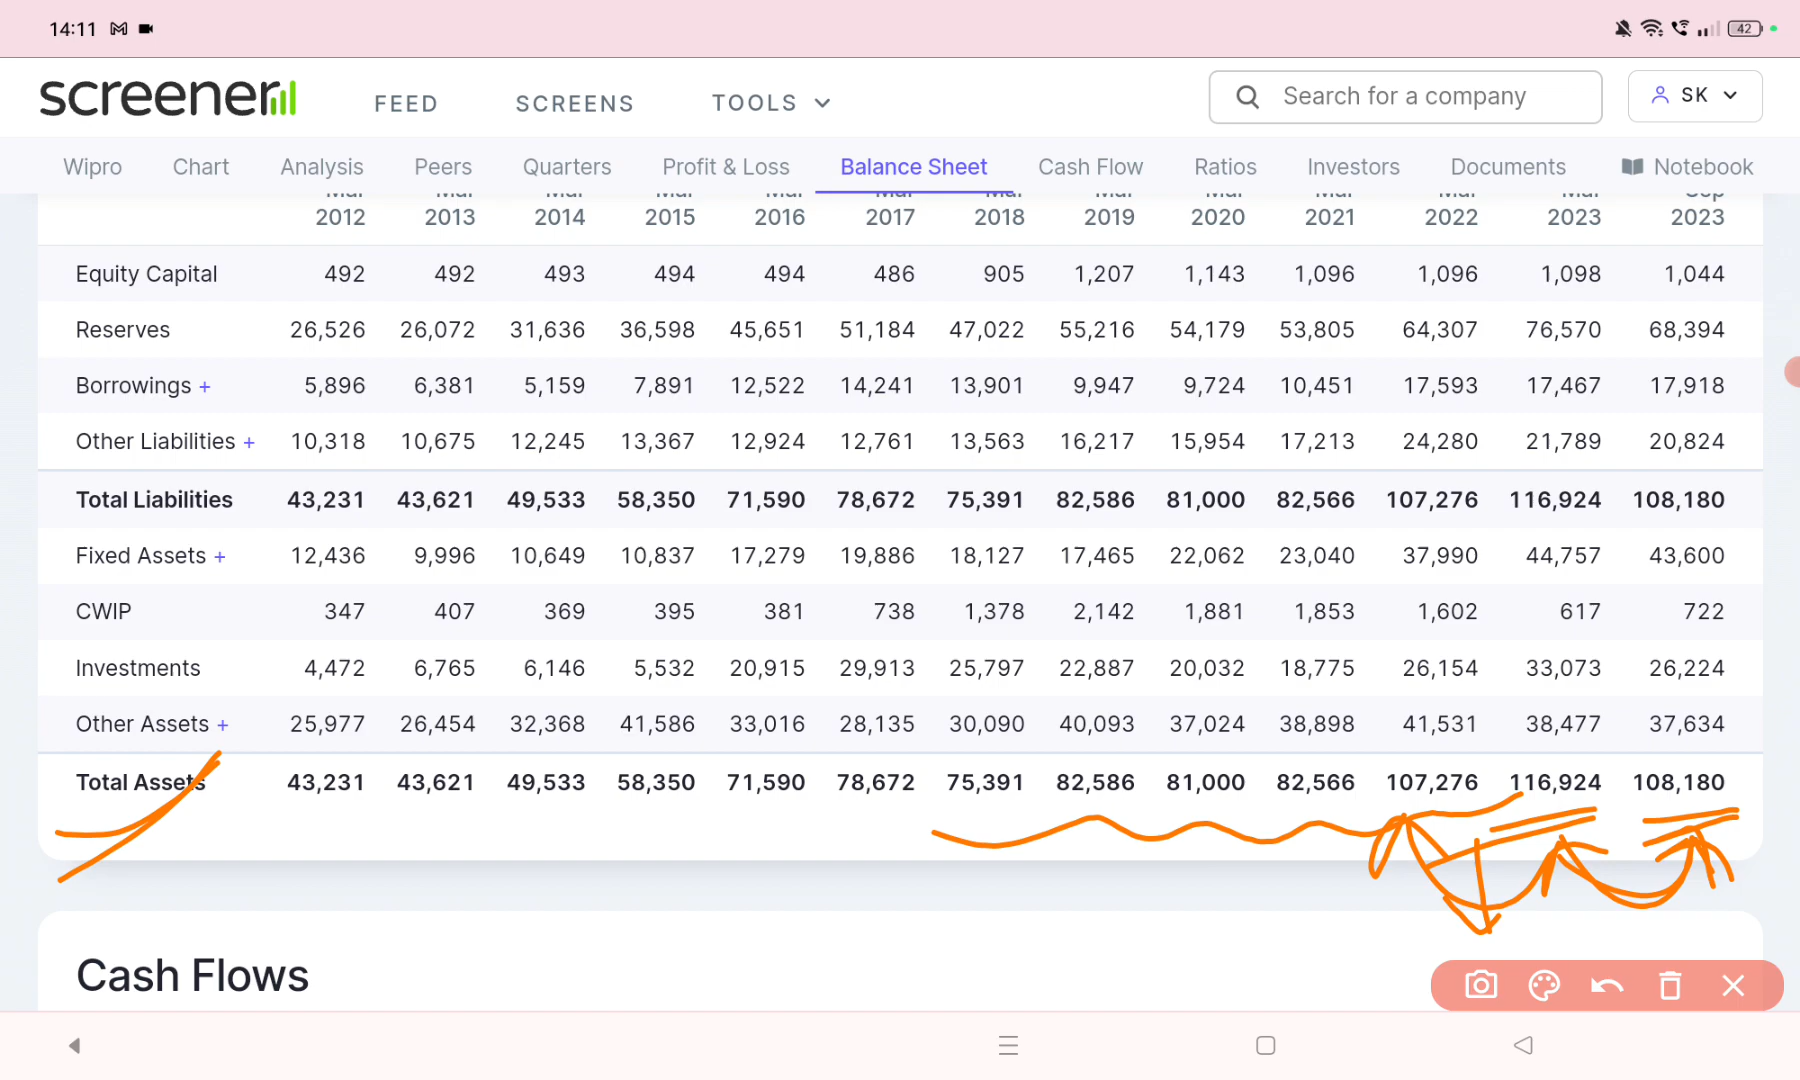 14:11 42
screener FEED SCREENS TOOLS Search for a company SK
Wipro Chart Analysis Peers Quarters Profit & Loss Balance Sheet Cash Flow Ratios Investors Documents Notebook
Mar Mar Mar Mar Mar Mar Mar Mar Mar Mar Mar Mar Sep
2012 2013 2014 2015 2016 2017 2018 2019 2020 2021 2022 2023 2023
Equity Capital 492 492 493 494 494 486 905 1,207 1,143 1,096 1,096 1,098 1,044
Reserves 26,526 26,072 31,636 36,598 45,651 51,184 47,022 55,216 54,179 53,805 64,307 76,570 68,394
Borrowings + 5,896 6,381 5,159 7,891 12,522 14,241 13,901 9,947 9,724 10,451 17,593 17,467 17,918
Other Liabilities + 10,318 10,675 12,245 13,367 12,924 12,761 13,563 16,217 15,954 17,213 24,280 21,789 20,824
Total Liabilities 43,231 43,621 49,533 58,350 71,590 78,672 75,391 82,586 81,000 82,566 107,276 116,924 108,180
Fixed Assets + 12,436 9,996 10,649 10,837 17,279 19,886 18,127 17,465 22,062 23,040 37,990 44,757 43,600
CWIP 347 407 369 395 381 738 1,378 2,142 1,881 1,853 1,602 617 722
Investments 4,472 6,765 6,146 5,532 20,915 29,913 25,797 22,887 20,032 18,775 26,154 33,073 26,224
Other Assets + 25,977 26,454 32,368 41,586 33,016 28,135 30,090 40,093 37,024 38,898 41,531 38,477 37,634
Total Assets 43,231 43,621 49,533 58,350 71,590 78,672 75,391 82,586 81,000 82,566 107,276 116,924 108,180
Cash Flows